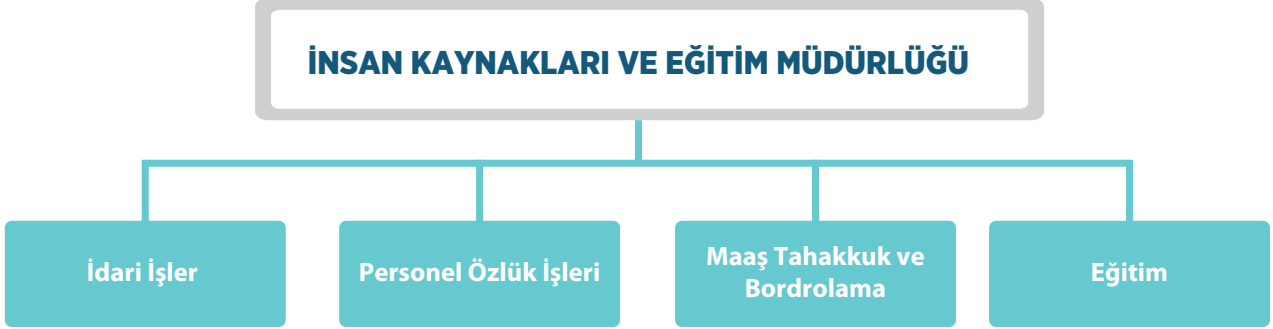 İNSAN KAYNAKLARI VE EĞİTİM MÜDÜRLÜĞÜ
İdari İşler
Personel Özlük İşleri
Maaş Tahakkuk ve
Bordrolama
Eğitim